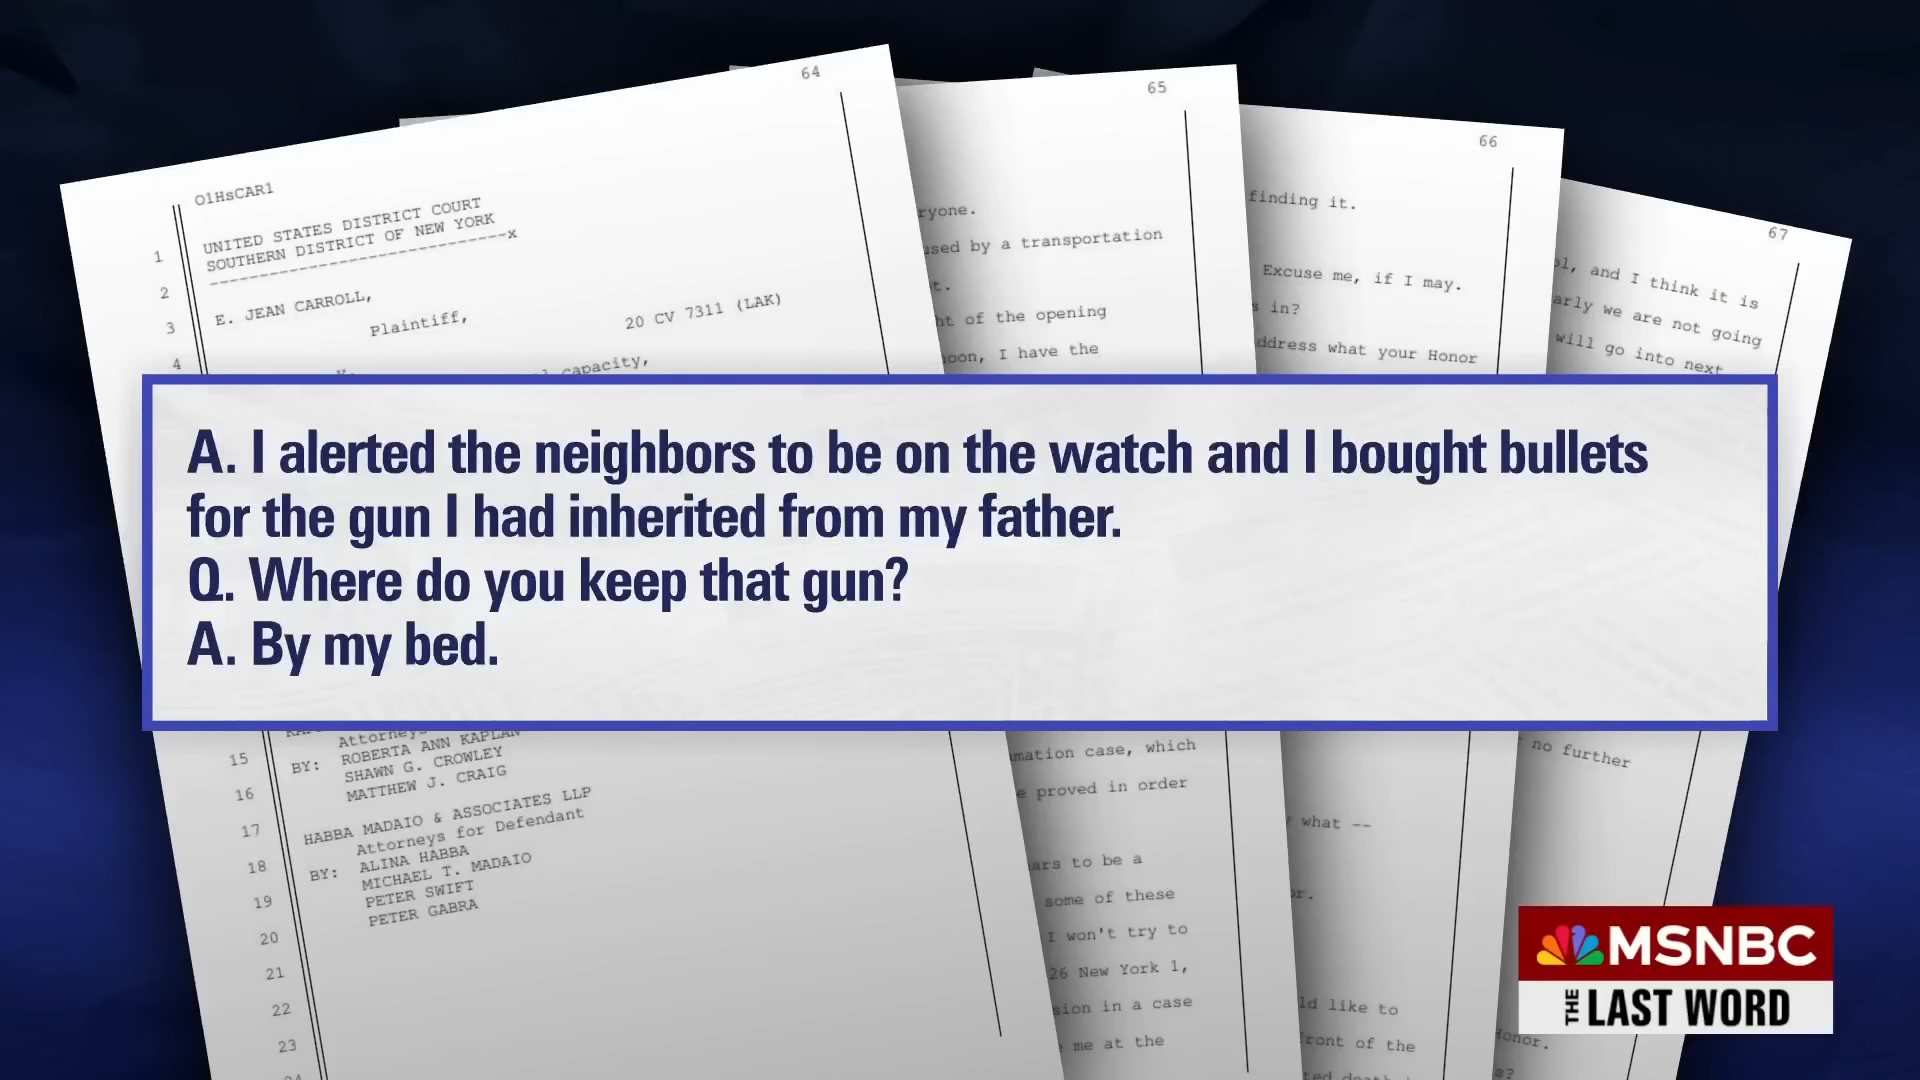 64
O1HsCAR1
UNITED STATES DISTRICT COURT
SOUTHERN DISTRICT OF NEW YORK
------------------------------x
1
2
3
4
E. JEAN CARROLL,
Plaintiff,
20 CV 7311 (LAK)
capacity,
65
ryone.
used by a transportation
t.
ht of the opening
noon, I have the
66
finding it.
Excuse me, if I may.
s in?
ddress what your Honor
67
ol, and I think it is
arly we are not going
will go into next
A. I alerted the neighbors to be on the watch and I bought bullets
for the gun I had inherited from my father.
Q. Where do you keep that gun?
A. By my bed.
15
16
17
18
19
20
21
22
23
Attorneys
BY: ROBERTA ANN KAPLAN
SHAWN G. CROWLEY
MATTHEW J. CRAIG
HABBA MADAIO & ASSOCIATES LLP
Attorneys for Defendant
BY: ALINA HABBA
MICHAEL T. MADAIO
PETER SWIFT
PETER GABRA
mation case, which
e proved in order
ars to be a
some of these
I won't try to
26 New York 1,
sion in a case
e me at the
what --
or.
ld like to
front of the
no further
Honor.
s?
MSNBC
THE LAST WORD